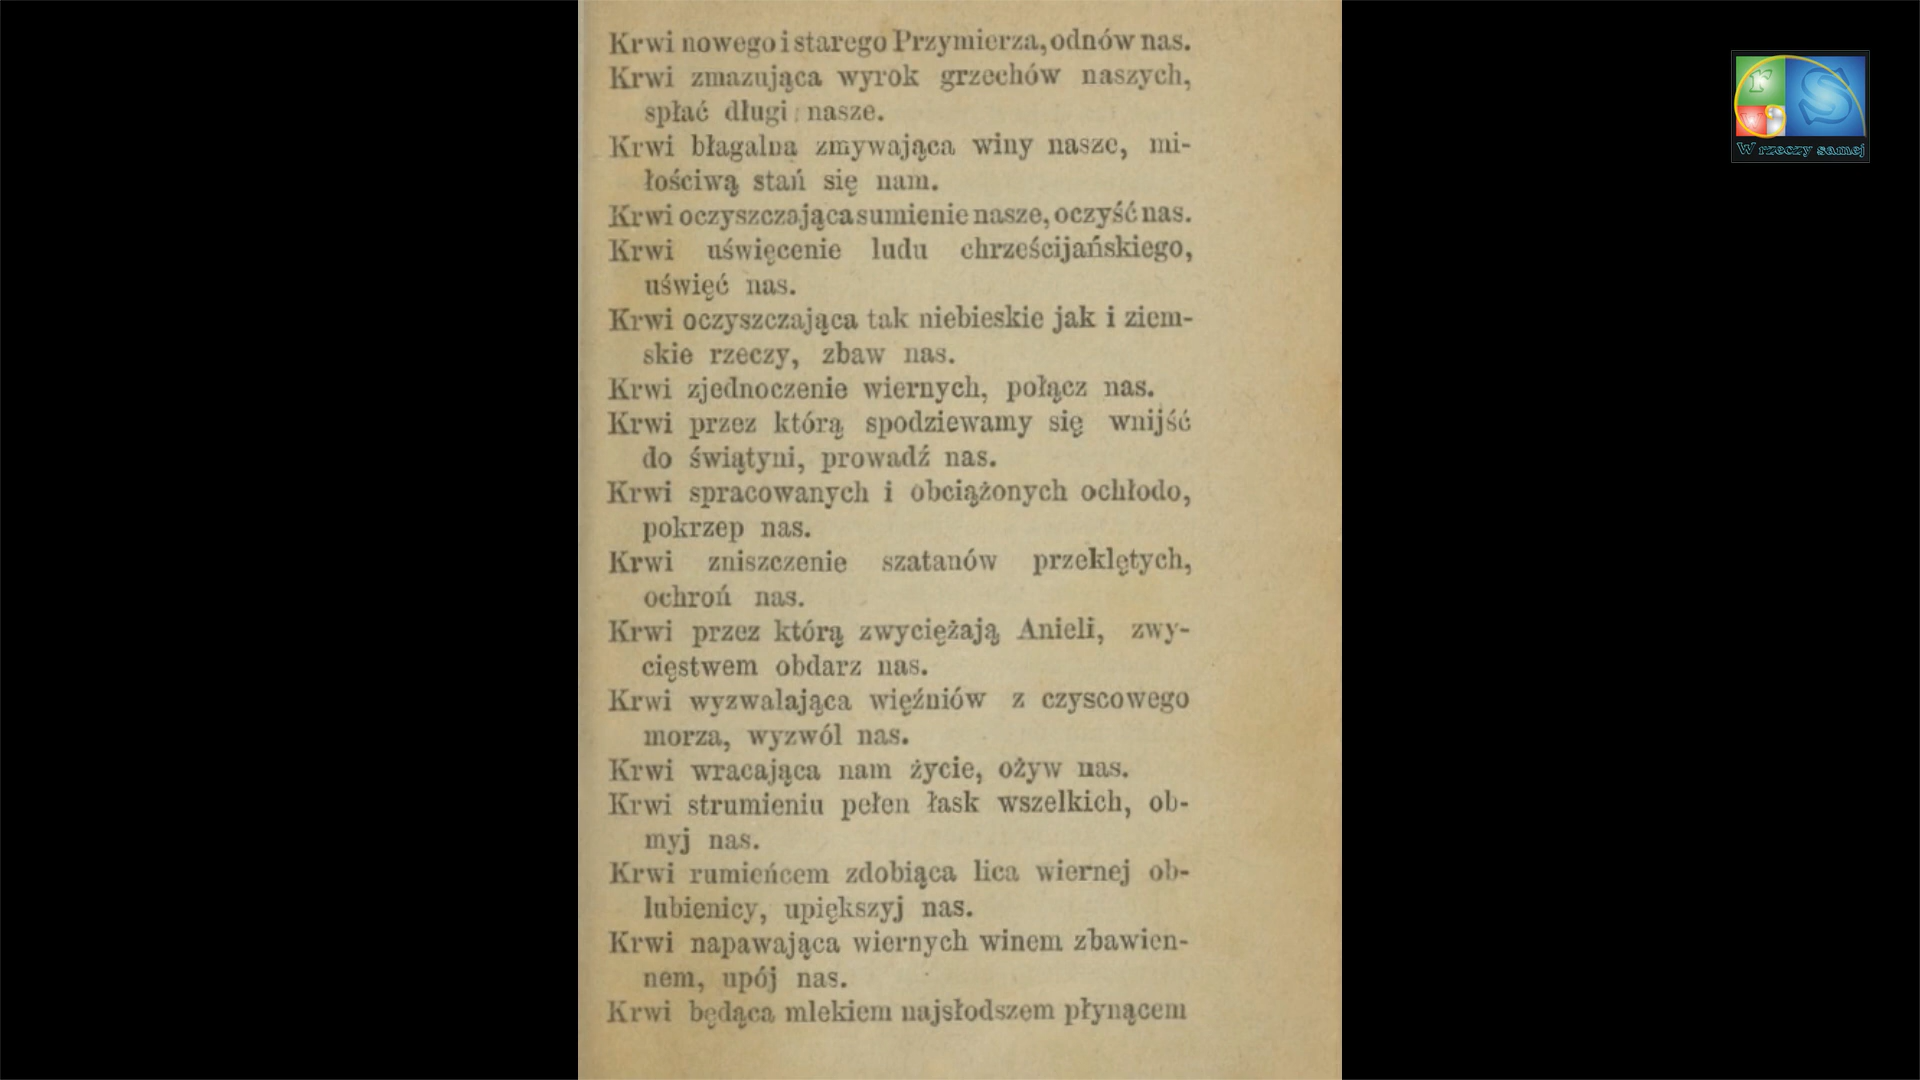 Krwi nowego i starego Przymierza, odnów nas.
Krwi zmazująca wyrok grzechów naszych,
spłać długi nasze.
Krwi błagalna zmywająca winy nasze, mi-
łościwą stań się nam.
Krwi oczyszczająca sumienie nasze, oczyść nas.
Krwi uświęcenie ludu chrześcijańskiego,
uświęć nas.
Krwi oczyszczająca tak niebieskie jak i ziem-
skie rzeczy, zbaw nas.
Krwi zjednoczenie wiernych, połącz nas.
Krwi przez którą spodziewamy się wnijść
do świątyni, prowadź nas.
Krwi spracowanych i obciążonych ochłodo,
pokrzep nas.
Krwi zniszczenie szatanów przeklętych,
ochroń nas.
Krwi przez którą zwyciężają Anieli, zwy-
cięstwem obdarz nas.
Krwi wyzwalająca więźniów z czyscowego
morza, wyzwól nas.
Krwi wracająca nam życie, ożyw nas.
Krwi strumieniu pełen łask wszelkich, ob-
myj nas.
Krwi rumieńcem zdobiąca lica wiernej ob-
lubienicy, upiększyj nas.
Krwi napawająca wiernych winem zbawien-
nem, upój nas.
Krwi będąca mlekiem najsłodszem płynącem
r S
w s
W rzeczy samej